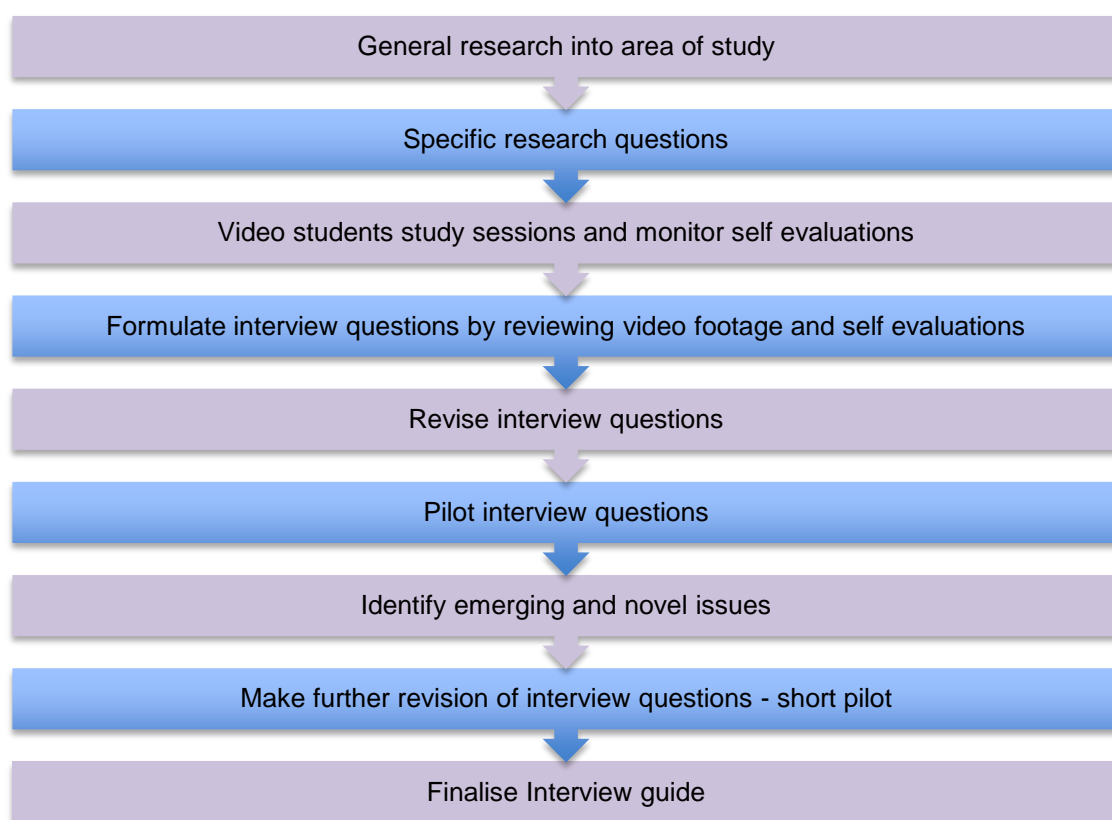 General research into area of study
Specific research questions
Video students study sessions and monitor self evaluations
Formulate interview questions by reviewing video footage and self evaluations
Revise interview questions
Pilot interview questions
Identify emerging and novel issues
Make further revision of interview questions - short pilot
Finalise Interview guide